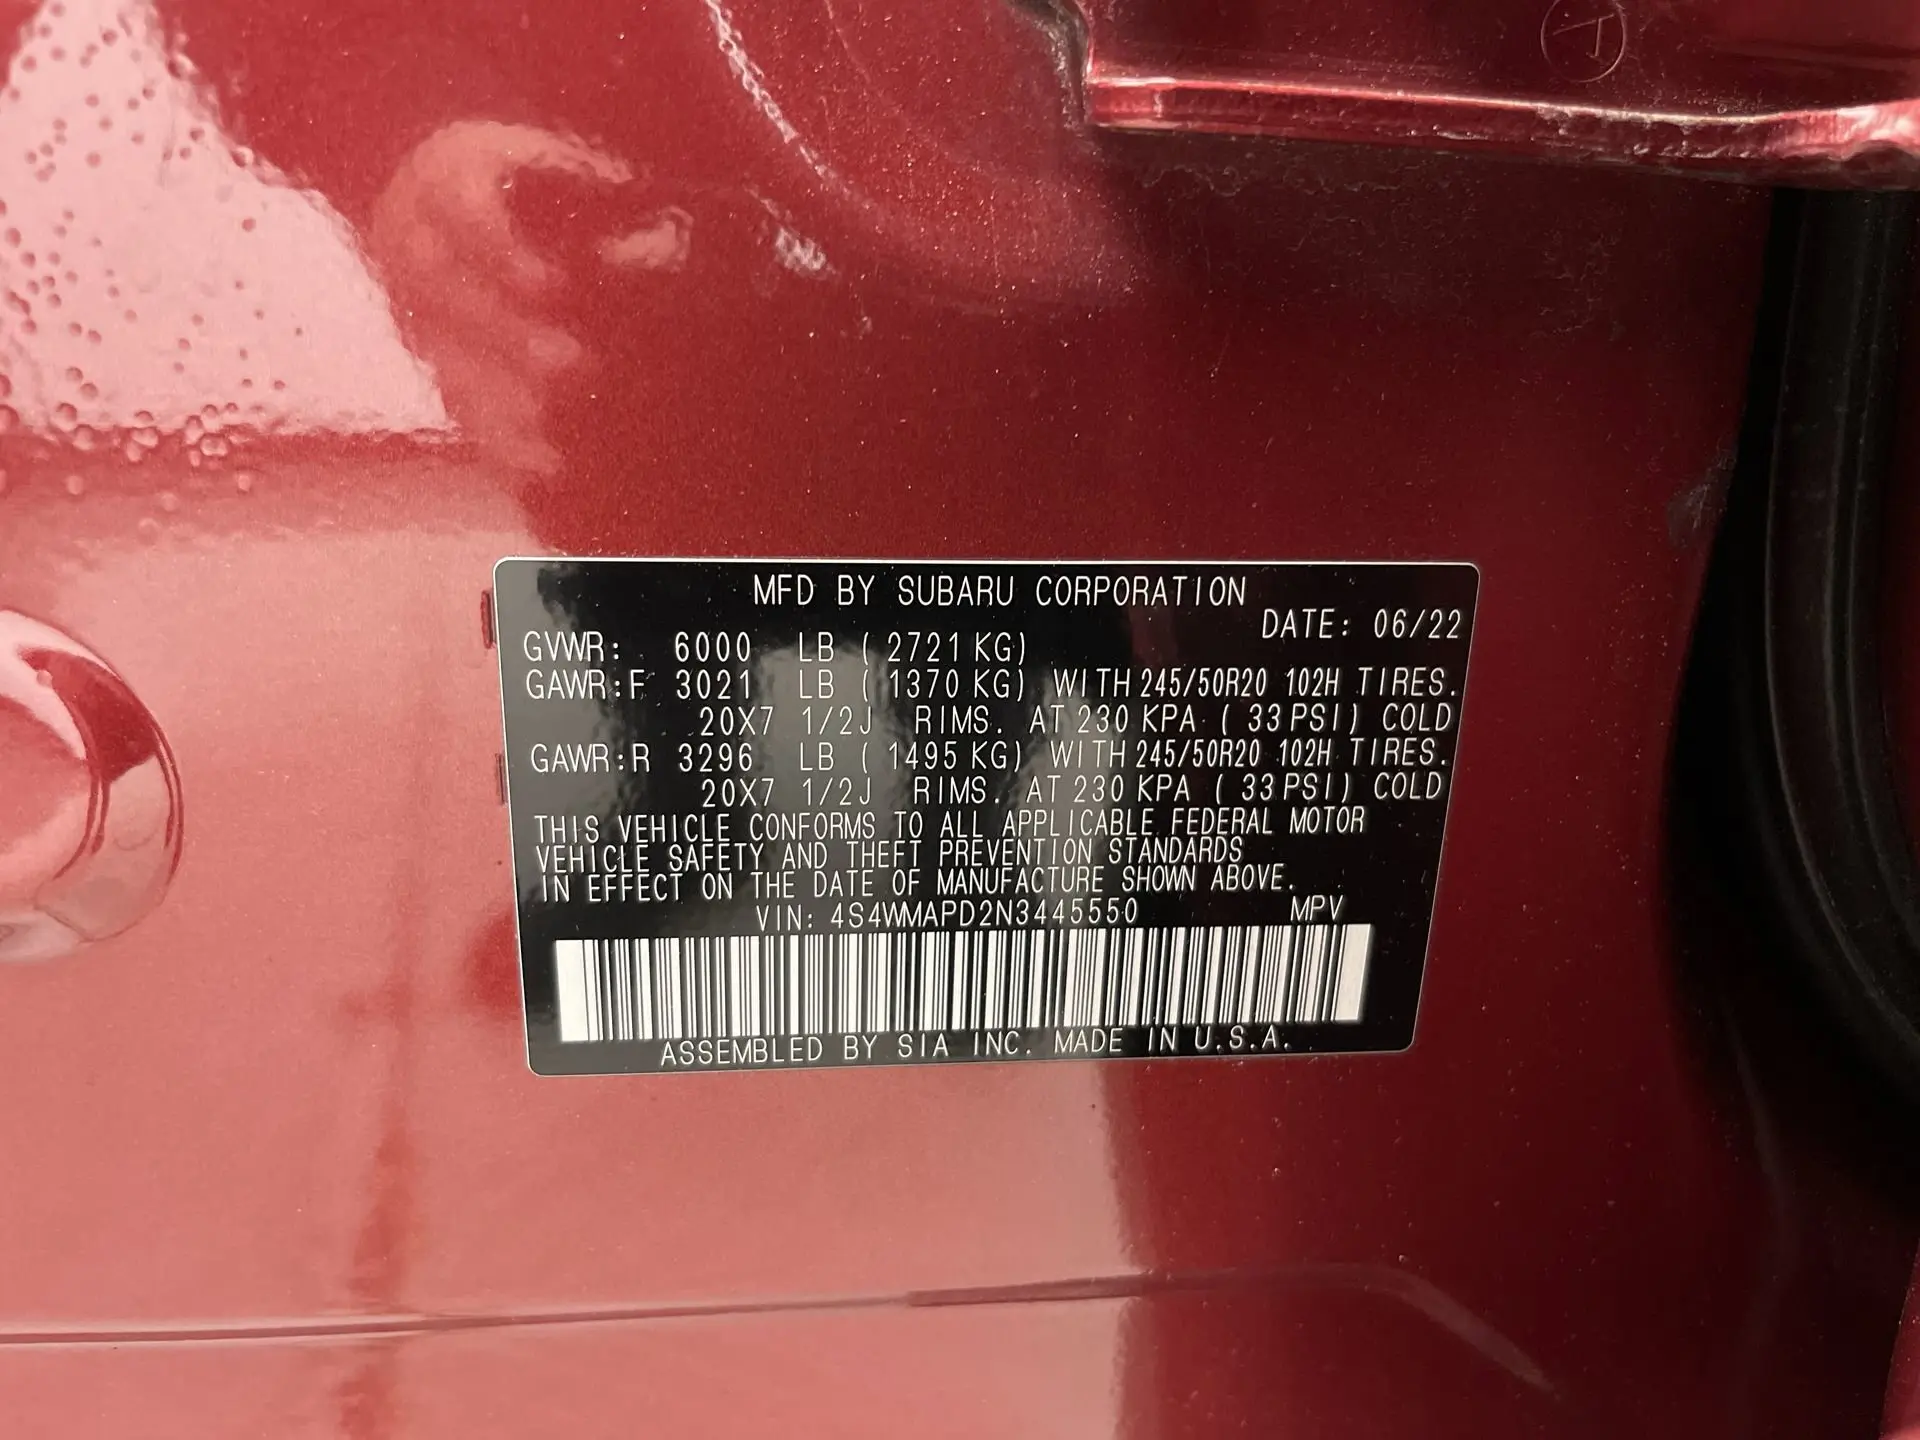 MFD BY SUBARU CORPORATION
DATE: 06/22
GVWR: 6000 LB ( 2721 KG)
GAWR:F 3021 LB ( 1370 KG) WITH 245/50R20 102H TIRES.
20X7 1/2J RIMS. AT 230 KPA ( 33 PSI) COLD
GAWR:R 3296 LB ( 1495 KG) WITH 245/50R20 102H TIRES.
20X7 1/2J RIMS. AT 230 KPA ( 33 PSI) COLD
THIS VEHICLE CONFORMS TO ALL APPLICABLE FEDERAL MOTOR
VEHICLE SAFETY AND THEFT PREVENTION STANDARDS
IN EFFECT ON THE DATE OF MANUFACTURE SHOWN ABOVE.
VIN: 4S4WMAPD2N3445550 MPV
ASSEMBLED BY SIA INC. MADE IN U.S.A.